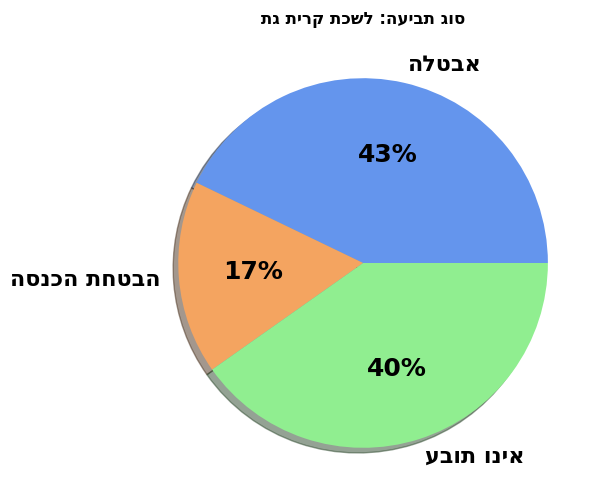 סוג תביעה: לשכת קרית גת
אבטלה
43%
17%
הבטחת הכנסה
40%
אינו תובע